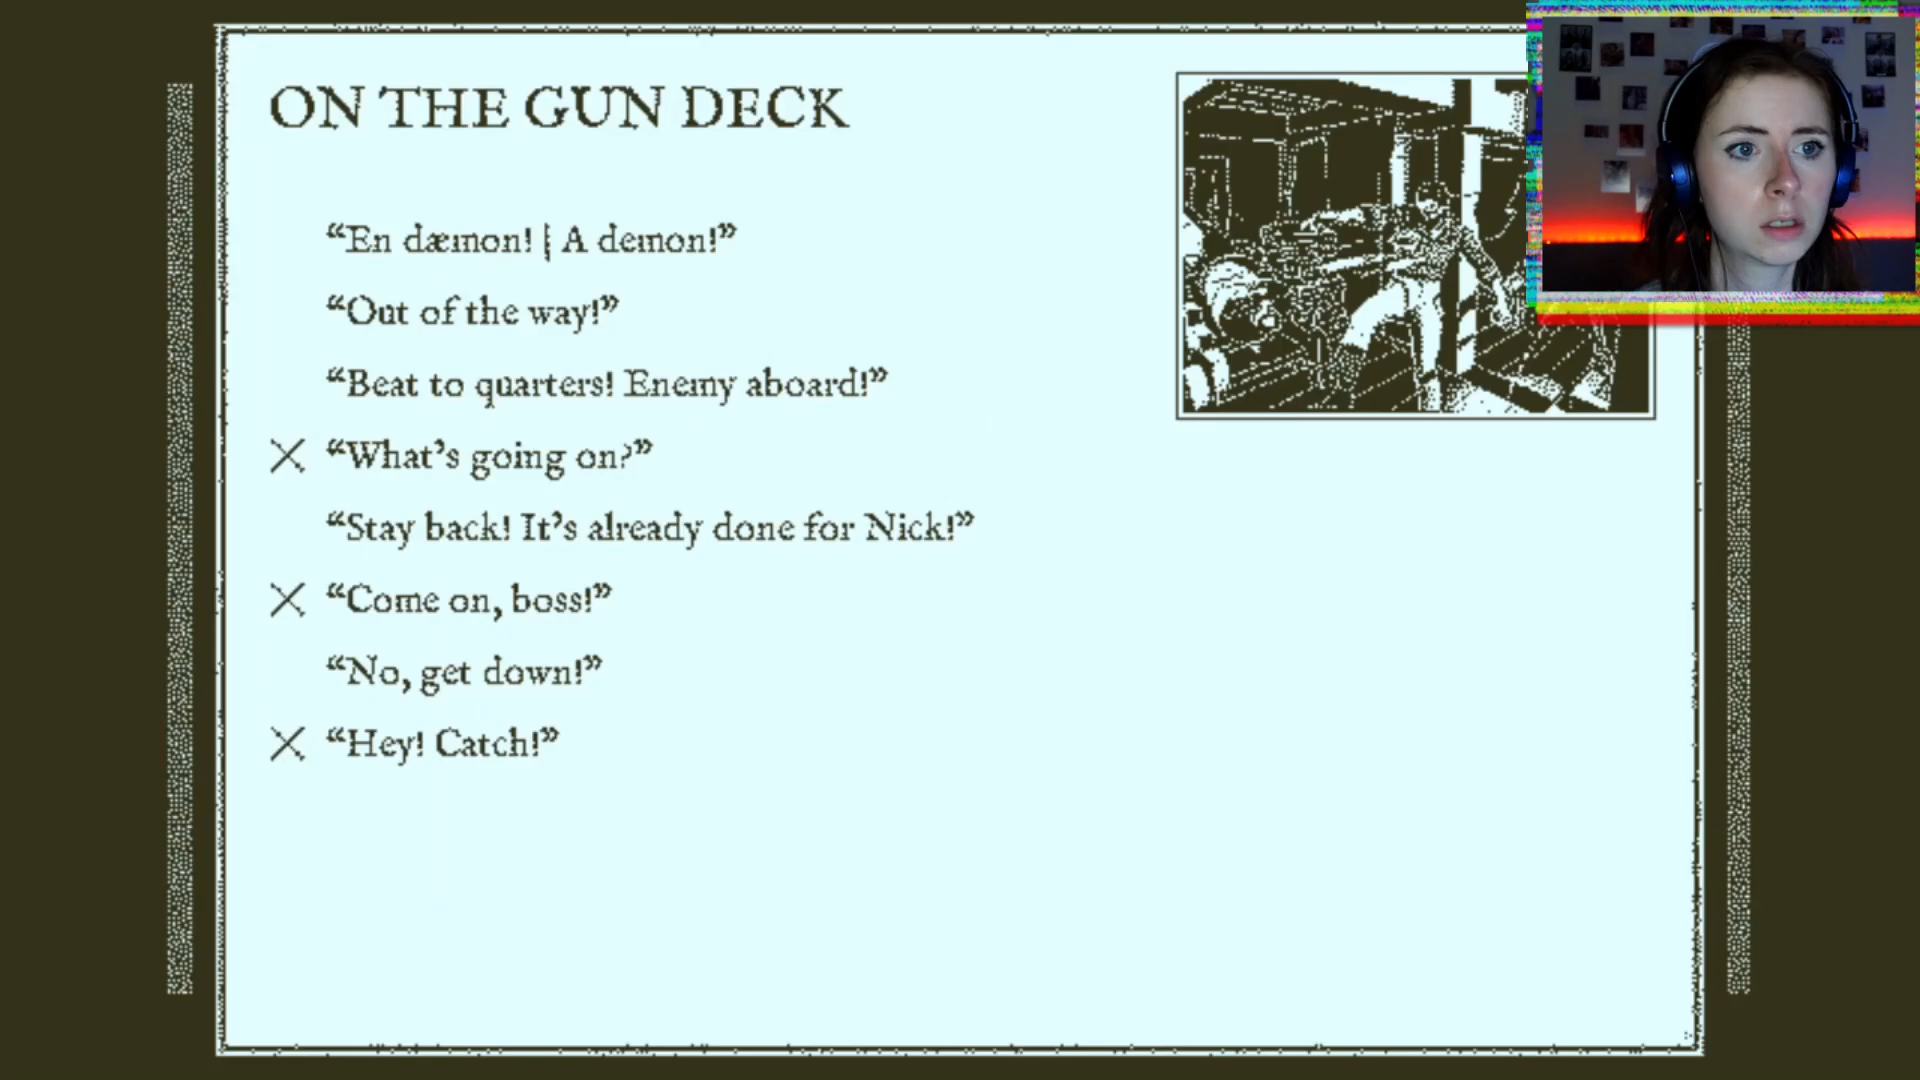 ON THE GUN DECK
“En dæmon! | A demon!”
“Out of the way!”
“Beat to quarters! Enemy aboard!”
“What’s going on?”
“Stay back! It’s already done for Nick!”
“Come on, boss!”
“No, get down!”
“Hey! Catch!”